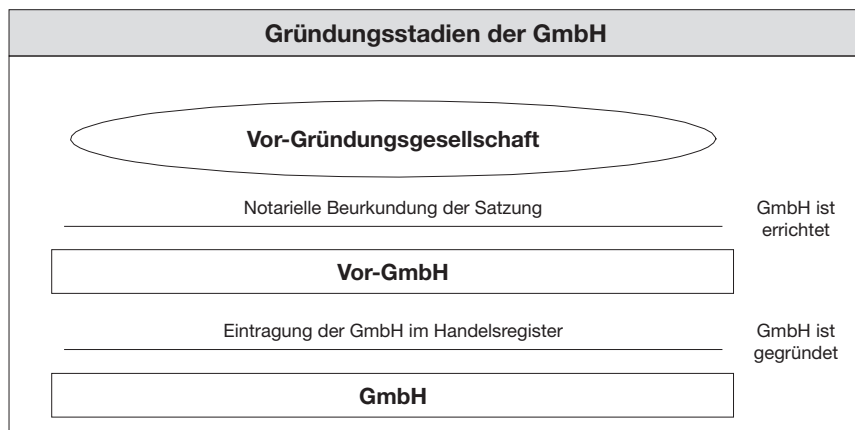 Gründungsstadien der GmbH
Vor-Gründungsgesellschaft
Notarielle Beurkundung der Satzung
GmbH ist
errichtet
Vor-GmbH
Eintragung der GmbH im Handelsregister
GmbH ist
gegründet
GmbH